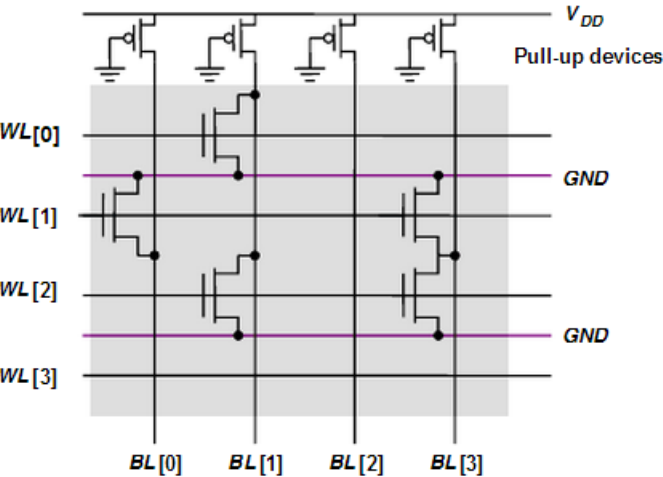 V_DD
Pull-up devices
WL[0]
GND
WL[1]
WL[2]
GND
WL[3]
BL[0] BL[1] BL[2] BL[3]